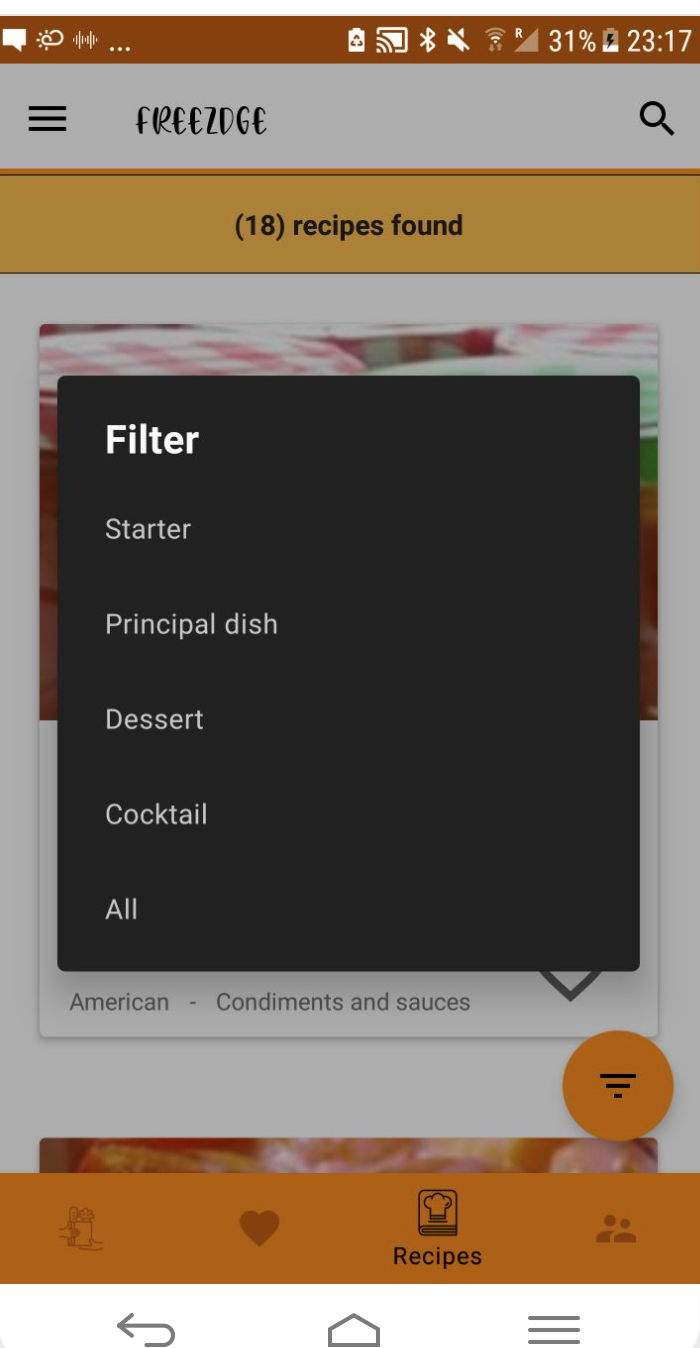 ... R 31% 23:17
FREEZDGE
(18) recipes found
Filter
Starter
Principal dish
Dessert
Cocktail
All
American - Condiments and sauces
Recipes